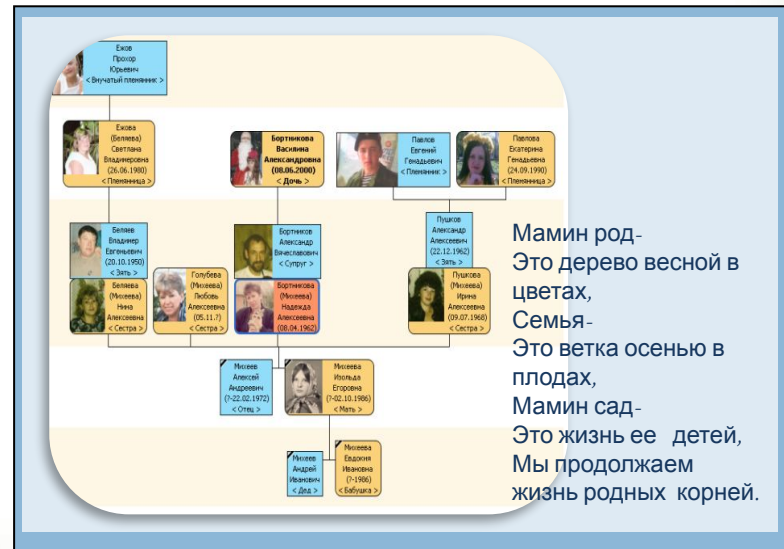 Ежов
Прохор
Юрьевич
< Внучатый племянник >
Ежова
(Беляева)
Светлана
Владимировна
(26.06.1980)
< Племянница >
Бортникова
Василина
Александровна
(08.06.2000)
< Дочь >
Павлов
Евгений
Генадьевич
< Племянник >
Павлова
Екатерина
Генадьевна
(24.09.1990)
< Племянница >
Беляев
Владимер
Евгеньевич
(20.10.1950)
< Зять >
Беляева
(Михеева)
Нина
Алексеевна
< Сестра >
Голубева
(Михеева)
Любовь
Алексеевна
(05.11.?)
< Сестра >
Бортников
Александр
Вячеславович
< Супруг >
Бортникова
(Михеева)
Надежда
Алексеевна
(08.04.1962)
Пушков
Александр
Алексеевич
(22.12.1962)
< Зять >
Пушкова
(Михеева)
Ирина
Алексеевна
(09.07.1968)
< Сестра >
Михеев
Алексей
Андреевич
(?-22.02.1972)
< Отец >
Михеева
Изольда
Егоровна
(?-02.10.1986)
< Мать >
Михеев
Андрей
Иванович
< Дед >
Михеева
Евдокия
Ивановна
(?-1986)
< Бабушка >
Мамин род-
Это дерево весной в
цветах,
Семья-
Это ветка осенью в
плодах,
Мамин сад-
Это жизнь ее детей,
Мы продолжаем
жизнь родных корней.